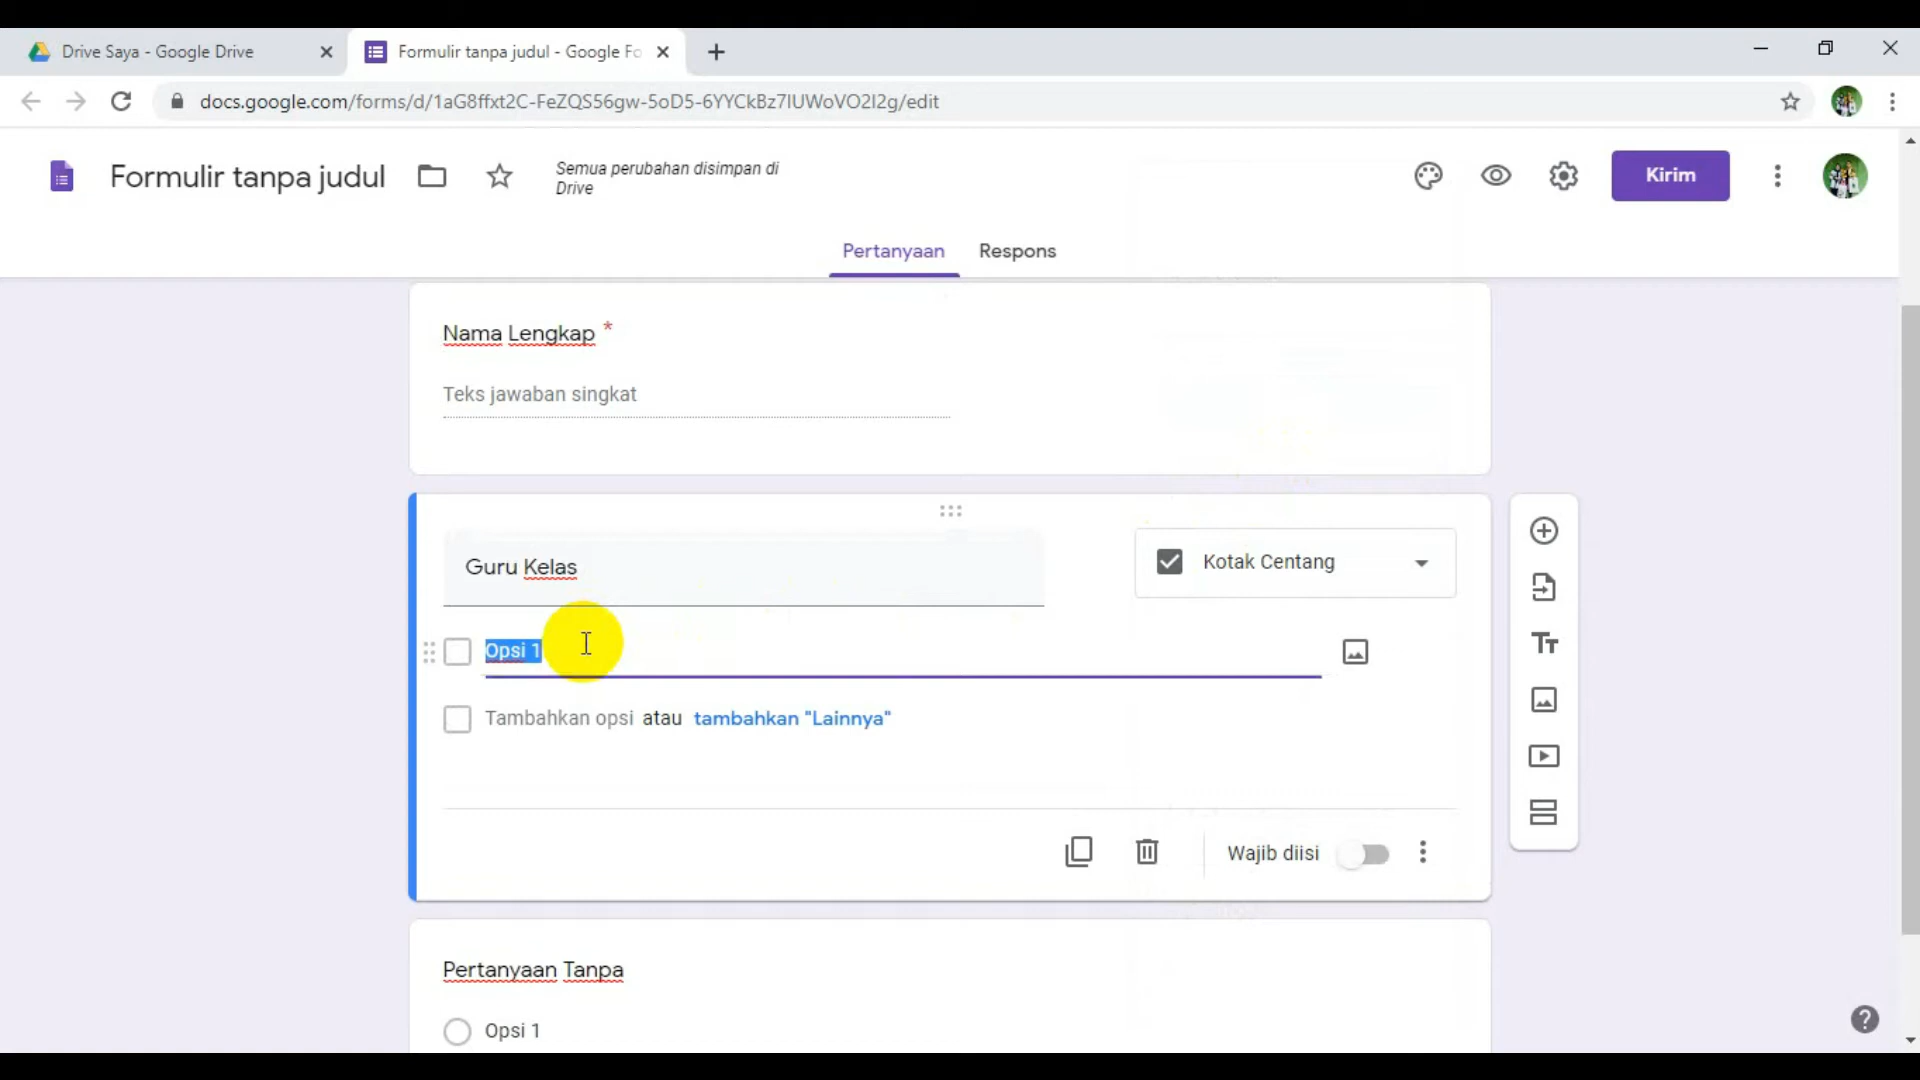 Drive Saya - Google Drive
Formulir tanpa judul - Google Fo
docs.google.com/forms/d/1aG8ffxt2C-FeZQS56gw-5oD5-6YYCkBz7IUWoVO2I2g/edit
Formulir tanpa judul
Semua perubahan disimpan di
Drive
Kirim
Pertanyaan
Respons
Nama Lengkap *
Teks jawaban singkat
Guru Kelas
Kotak Centang
Opsi 1
Tambahkan opsi atau tambahkan "Lainnya"
Wajib diisi
Pertanyaan Tanpa
Opsi 1